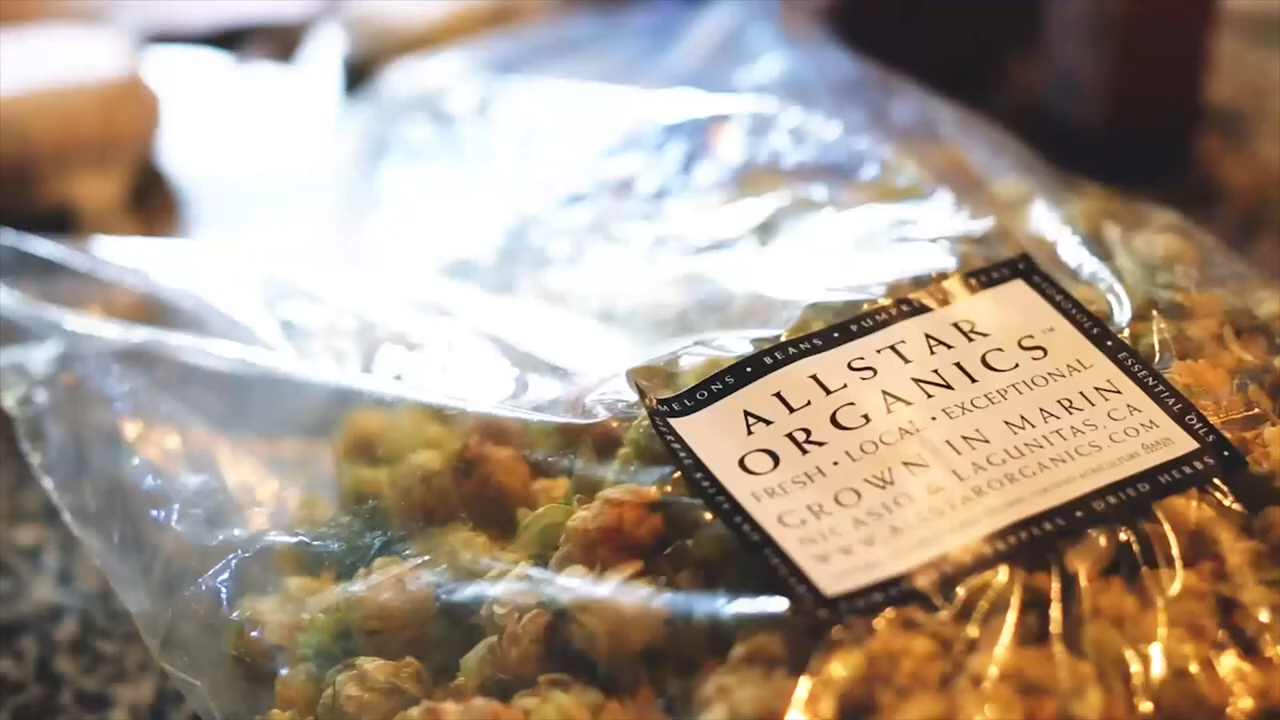 MELONS • BEANS •
HYDROSOLS • ESSENTIAL OILS •
ALLSTAR
ORGANICS™
FRESH • LOCAL • EXCEPTIONAL
GROWN IN MARIN
NICASIO & LAGUNITAS, CA
WWW.ALLSTARORGANICS.COM
• DRIED HERBS •